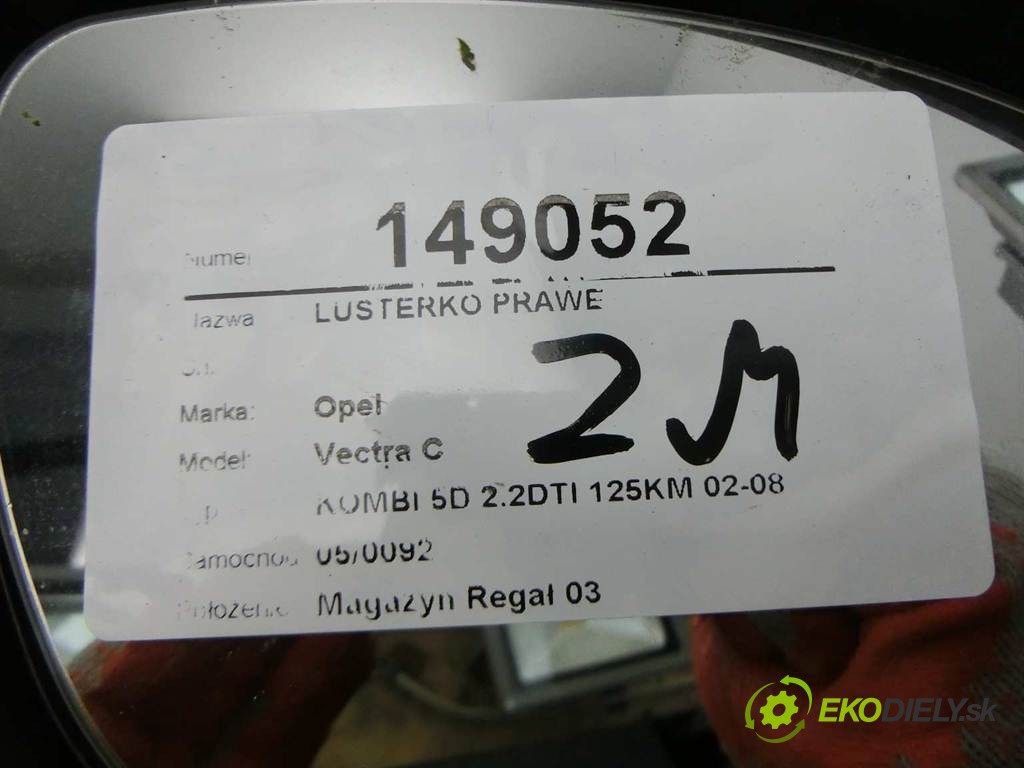 149052
LUSTERKO PRAWE
Marka: Opel
Model: Vectra C
2M
KOMBI 5D 2.2DTI 125KM 02-08
05/0092
Magazyn Regał 03
EKODIELY.sk